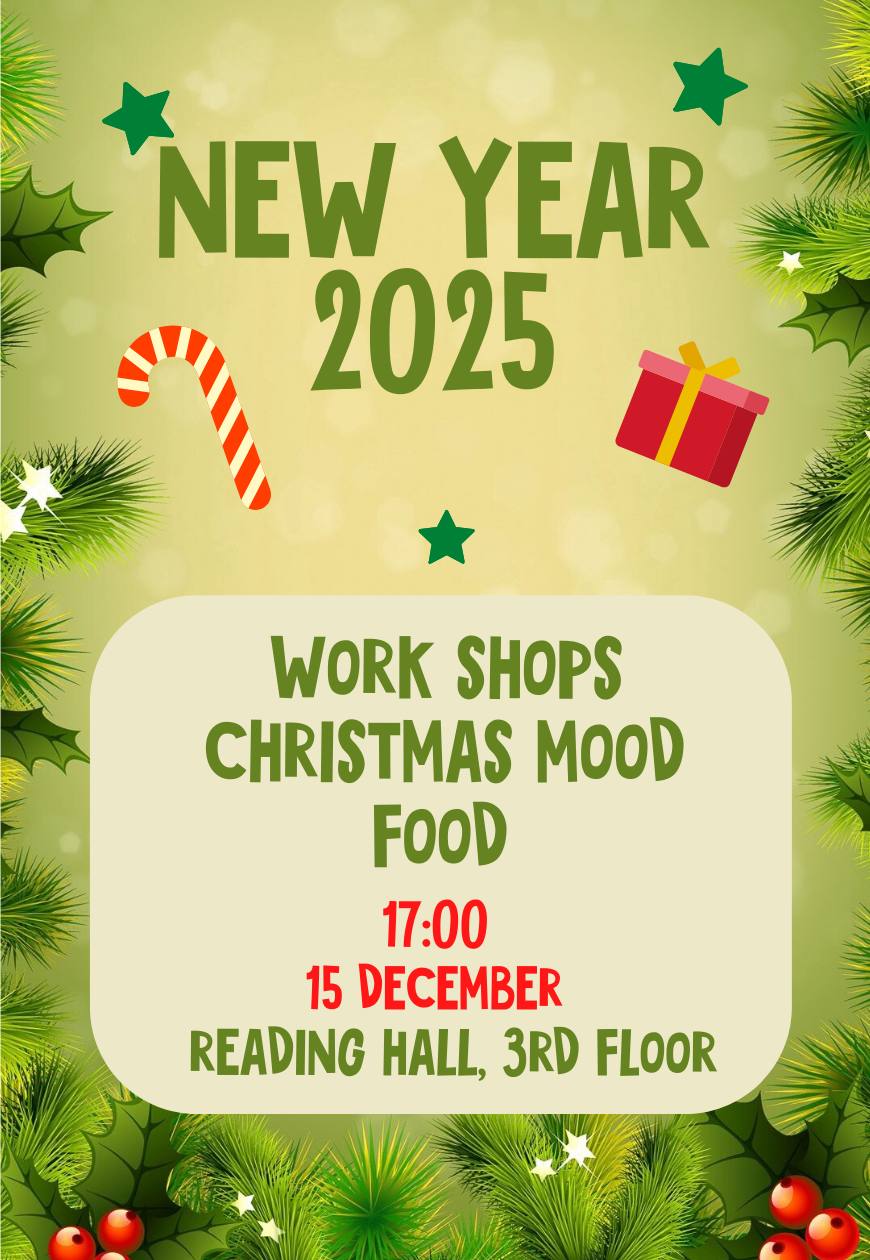 NEW YEAR
2025
WORK SHOPS
CHRISTMAS MOOD
FOOD
17:00
15 DECEMBER
READING HALL, 3RD FLOOR